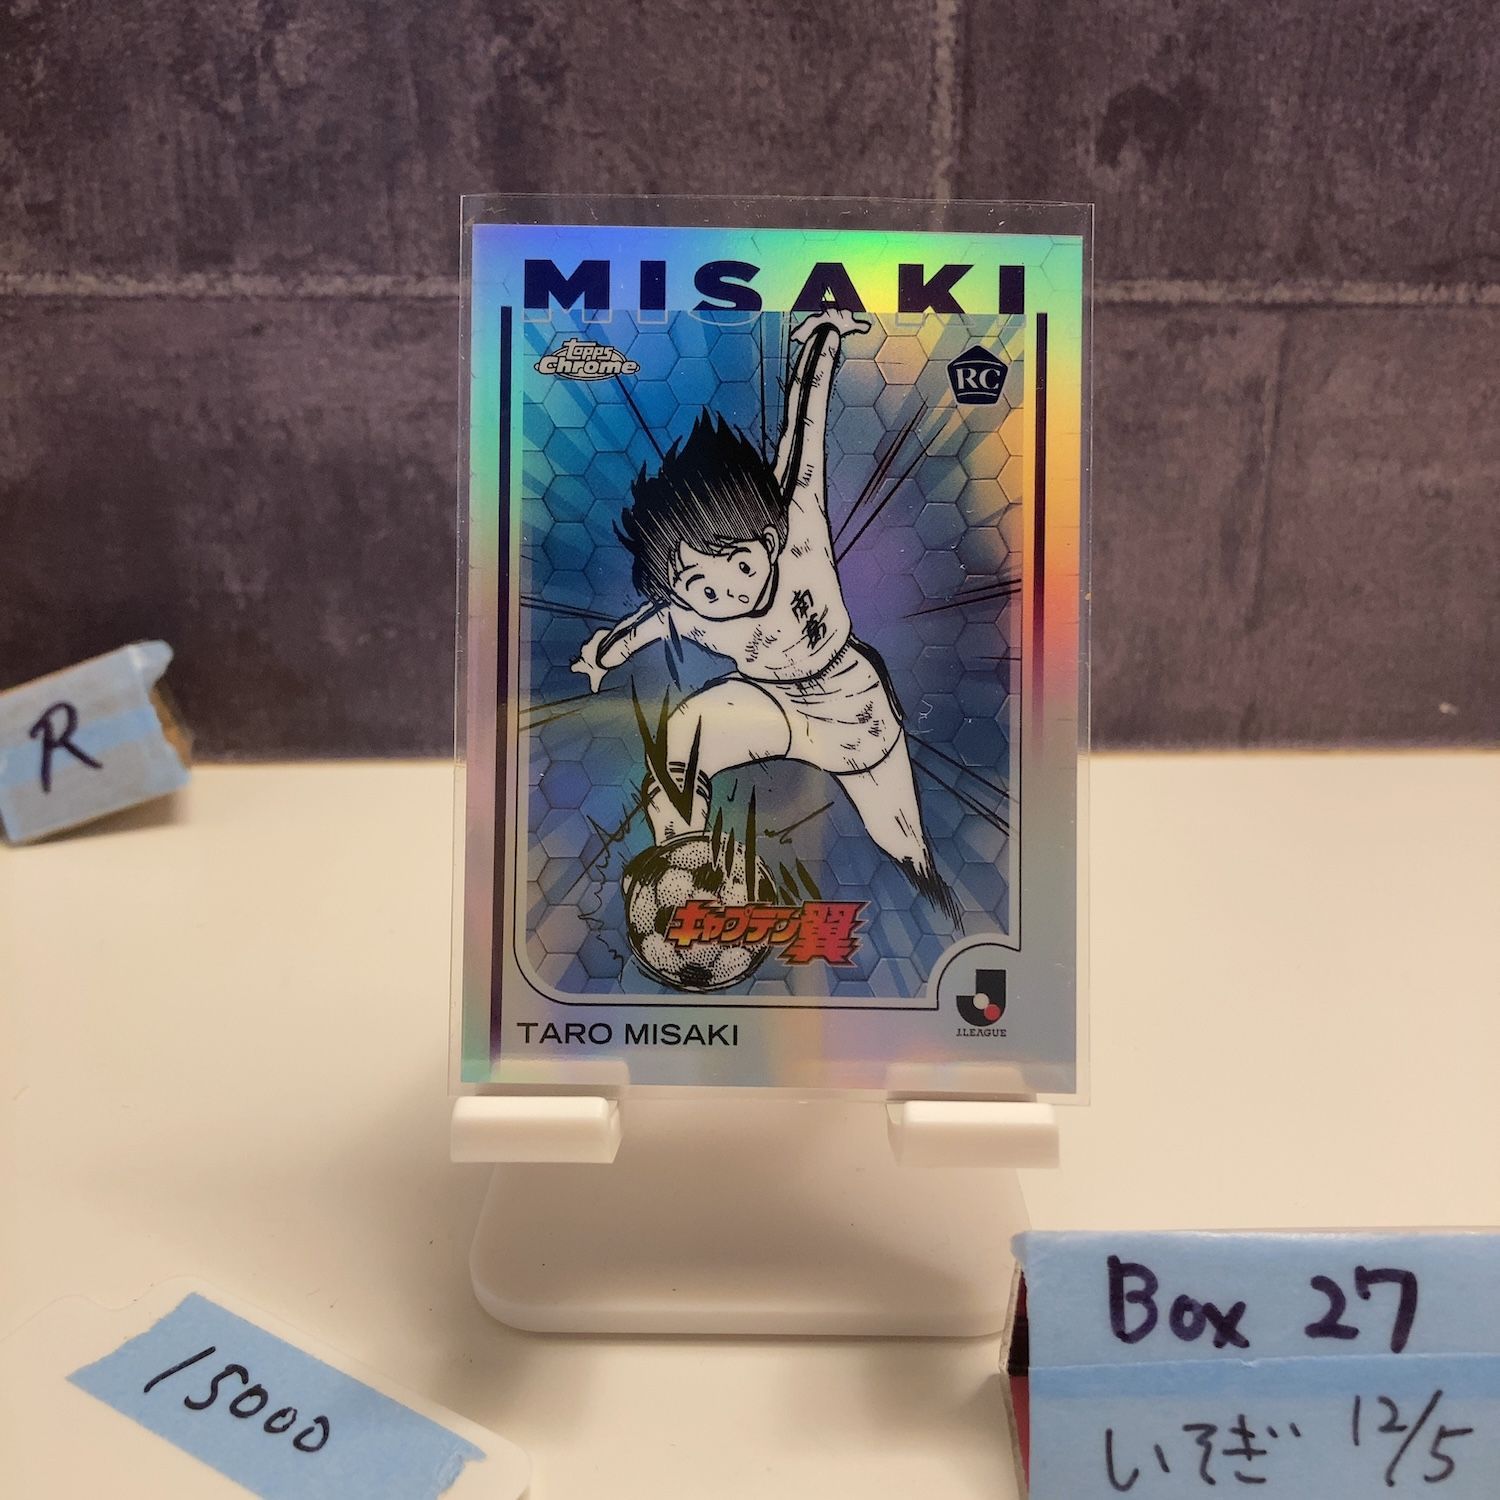 MISAKI
topps
Chrome
RC
南葛
キャプテン翼
TARO MISAKI
J.LEAGUE
R
15000
Box 27
いそぎ 12/5